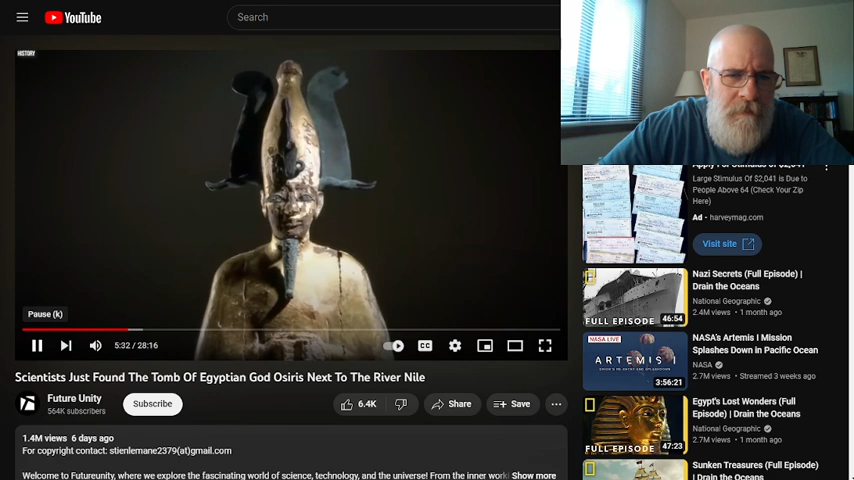 YouTube
Search
HISTORY
Pause (k)
5:32 / 28:16
CC
Scientists Just Found The Tomb Of Egyptian God Osiris Next To The River Nile
Future Unity
564K subscribers
Subscribe
6.4K
Share
Save
1.4M views 6 days ago
For copyright contact: stienlemane2379(at)gmail.com
Welcome to Futureunity, where we explore the fascinating world of science, technology, and the universe! From the inner work Show more
Apply For Stimulus Of $2,041
Large Stimulus Of $2,041 is Due to
People Above 64 (Check Your Zip
Here)
Ad · harveymag.com
Visit site
FULL EPISODE
46:54
Nazi Secrets (Full Episode) |
Drain the Oceans
National Geographic
2.4M views · 1 month ago
NASA LIVE
ARTEMIS I
3:56:21
NASA's Artemis I Mission
Splashes Down in Pacific Ocean
NASA
2.7M views · Streamed 3 weeks ago
FULL EPISODE
47:23
Egypt's Lost Wonders (Full
Episode) | Drain the Oceans
National Geographic
2.7M views · 1 month ago
Sunken Treasures (Full Episode)
| Drain the Oceans